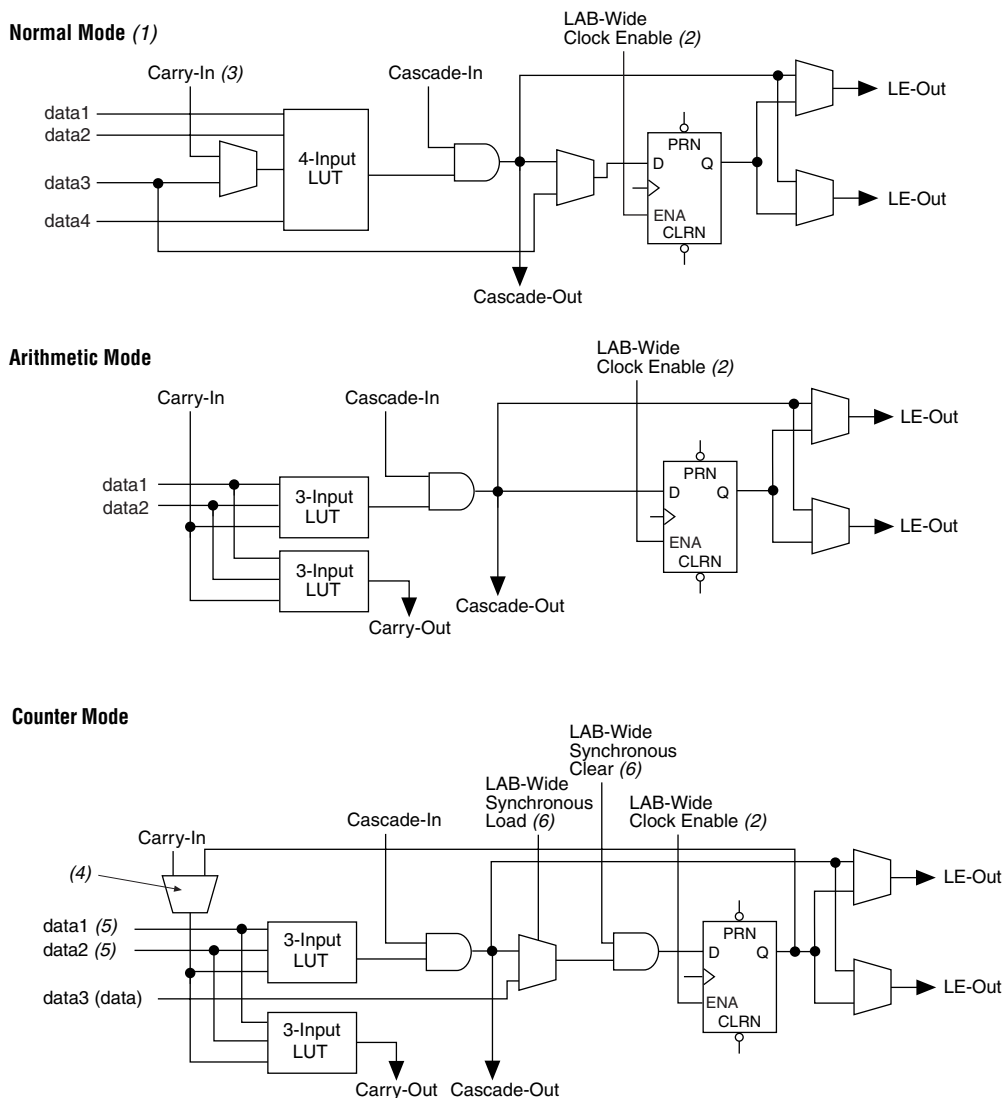 Normal Mode (1)
LAB-Wide
Clock Enable (2)
Carry-In (3)
Cascade-In
data1
data2
data3
data4
4-Input
LUT
PRN
D Q
ENA
CLRN
LE-Out
LE-Out
Cascade-Out
Arithmetic Mode
LAB-Wide
Clock Enable (2)
Carry-In
Cascade-In
data1
data2
3-Input
LUT
3-Input
LUT
PRN
D Q
ENA
CLRN
LE-Out
LE-Out
Cascade-Out
Carry-Out
Counter Mode
LAB-Wide
Synchronous
Clear (6)
LAB-Wide
Synchronous
Load (6)
LAB-Wide
Clock Enable (2)
Cascade-In
Carry-In
(4)
data1 (5)
data2 (5)
data3 (data)
3-Input
LUT
3-Input
LUT
PRN
D Q
ENA
CLRN
LE-Out
LE-Out
Carry-Out
Cascade-Out